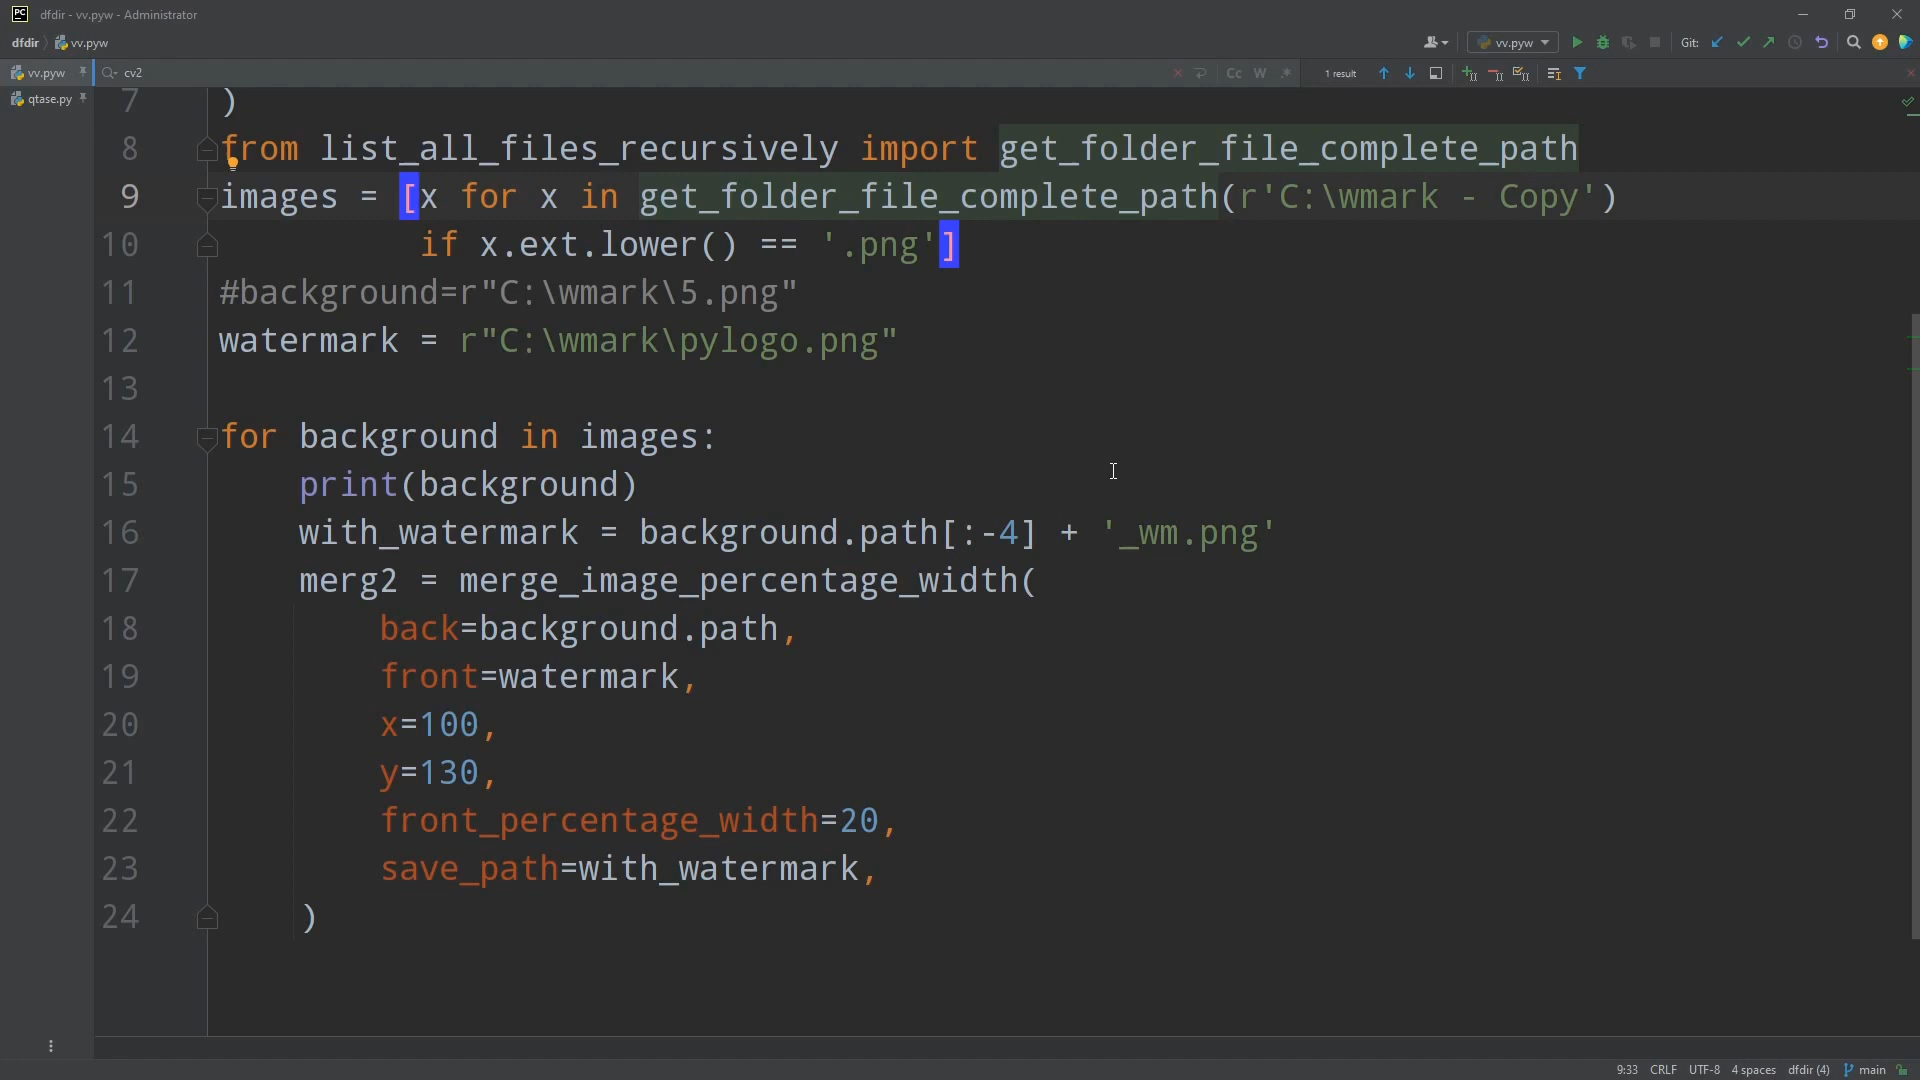 PC dfdir - vv.pyw - Administrator
dfdir vv.pyw vv.pyw Git:
vv.pyw cv2 Cc W .* 1 result
qtase.py
7 )
8 from list_all_files_recursively import get_folder_file_complete_path
9 images = [x for x in get_folder_file_complete_path(r'C:\wmark - Copy')
10 if x.ext.lower() == '.png']
11 #background=r"C:\wmark\5.png"
12 watermark = r"C:\wmark\pylogo.png"
13
14 for background in images:
15 print(background)
16 with_watermark = background.path[:-4] + '_wm.png'
17 merg2 = merge_image_percentage_width(
18 back=background.path,
19 front=watermark,
20 x=100,
21 y=130,
22 front_percentage_width=20,
23 save_path=with_watermark,
24 )
9:33 CRLF UTF-8 4 spaces dfdir (4) main